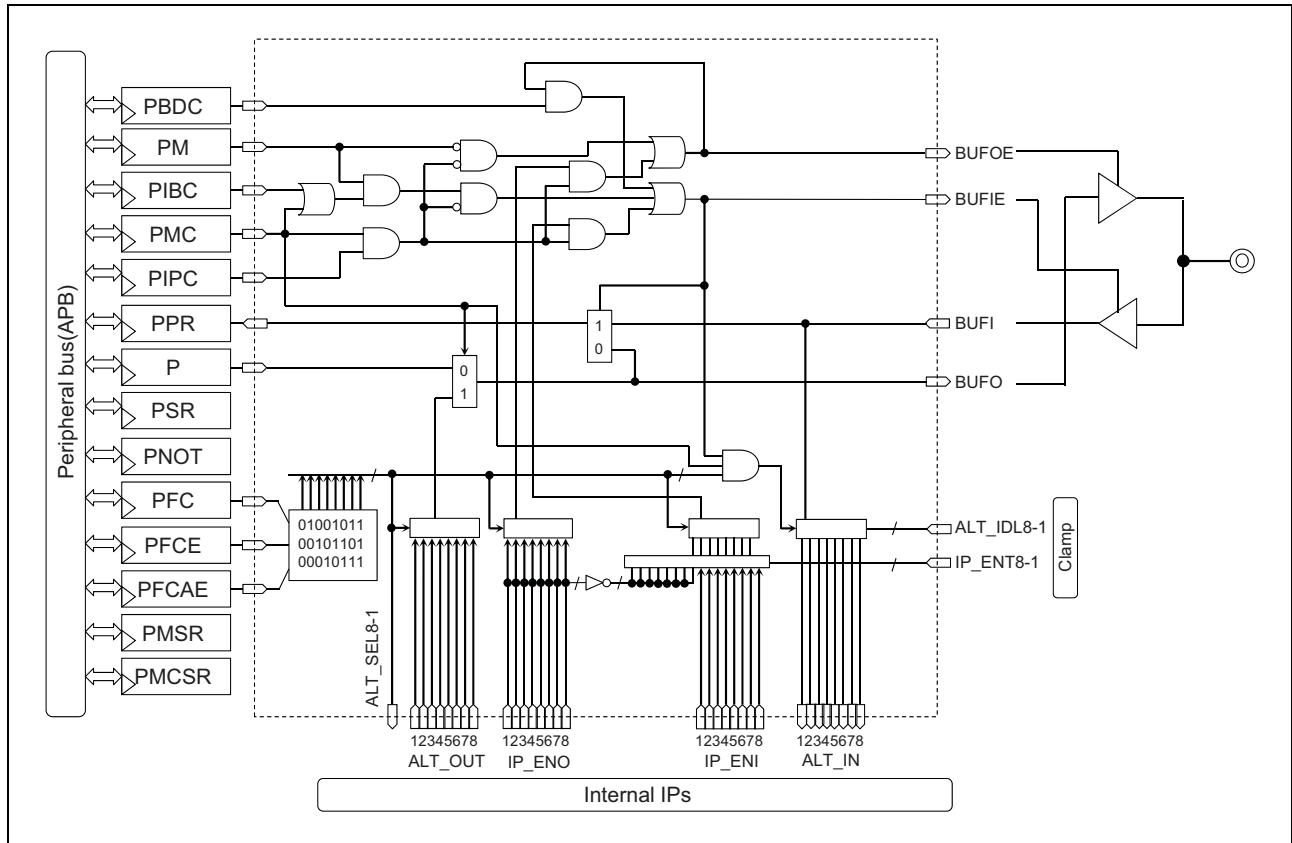 Peripheral bus(APB)
PBDC
PM
PIBC
PMC
PIPC
PPR
P
PSR
PNOT
PFC
PFCE
PFCAE
PMSR
PMCSR
BUFOE
BUFIE
BUFI
BUFO
1
0
0
1
01001011
00101101
00010111
ALT_IDL8-1
IP_ENT8-1
Clamp
ALT_SEL8-1
12345678
ALT_OUT
12345678
IP_ENO
12345678
IP_ENI
12345678
ALT_IN
Internal IPs